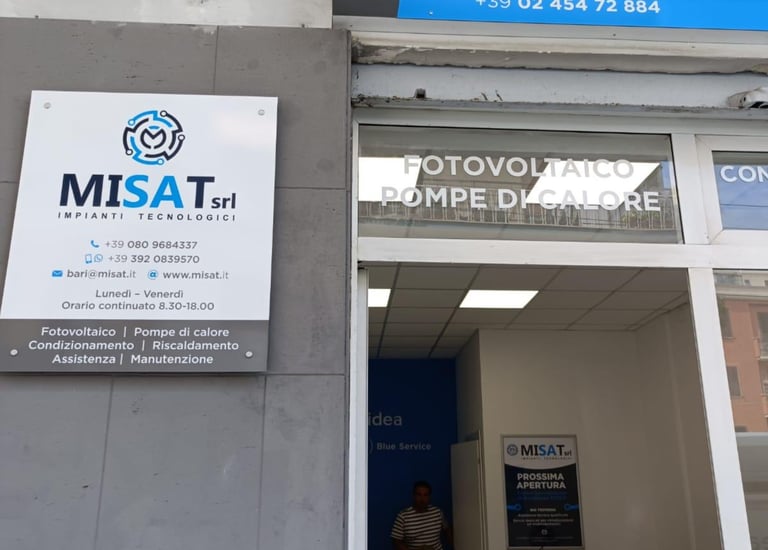 +39 02 454 72 884
MISAT srl
IMPIANTI TECNOLOGICI
+39 080 9684337
+39 392 0839570
bari@misat.it www.misat.it
Lunedì – Venerdì
Orario continuato 8.30-18.00
Fotovoltaico | Pompe di calore
Condizionamento | Riscaldamento
Assistenza | Manutenzione
FOTOVOLTAICO
POMPE DI CALORE
CON
idea
Blue Service
MISAT srl
IMPIANTI TECNOLOGICI
PROSSIMA
APERTURA